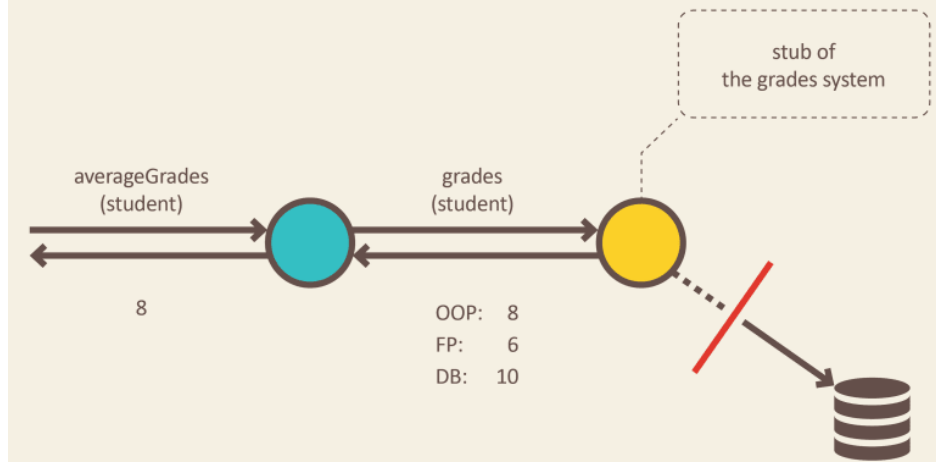 stub of
the grades system
averageGrades
(student)
grades
(student)
8
OOP: 8
FP: 6
DB: 10